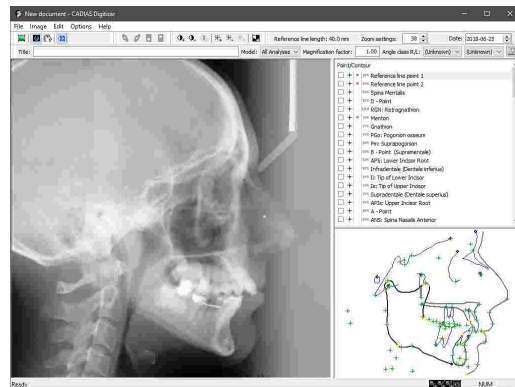 New document - CADIAS Digitiser
File Image Edit Options Help
Reference line length: 40.0 mm Zoom settings: 38 Date: 2018-06-25
Title: Model: All Analyses Magnification factor: 1.00 Angle class R/L: (Unknown) (Unknown)
Point/Contour
Reference line point 1
Reference line point 2
Spina Mentalis
D - Point
RGN: Retrognathion
Menton
Gnathion
PGo: Pogonion osseum
Pm: Suprapogonion
B - Point (Supramentale)
APIi: Lower Incisor Root
Infradentale (Dentale Inferius)
Ii: Tip of Lower Incisor
Is: Tip of Upper Incisor
Supradentale (Dentale superius)
APIs: Upper Incisor Root
A - Point
ANS: Spina Nasalis Anterior
Ready NUM